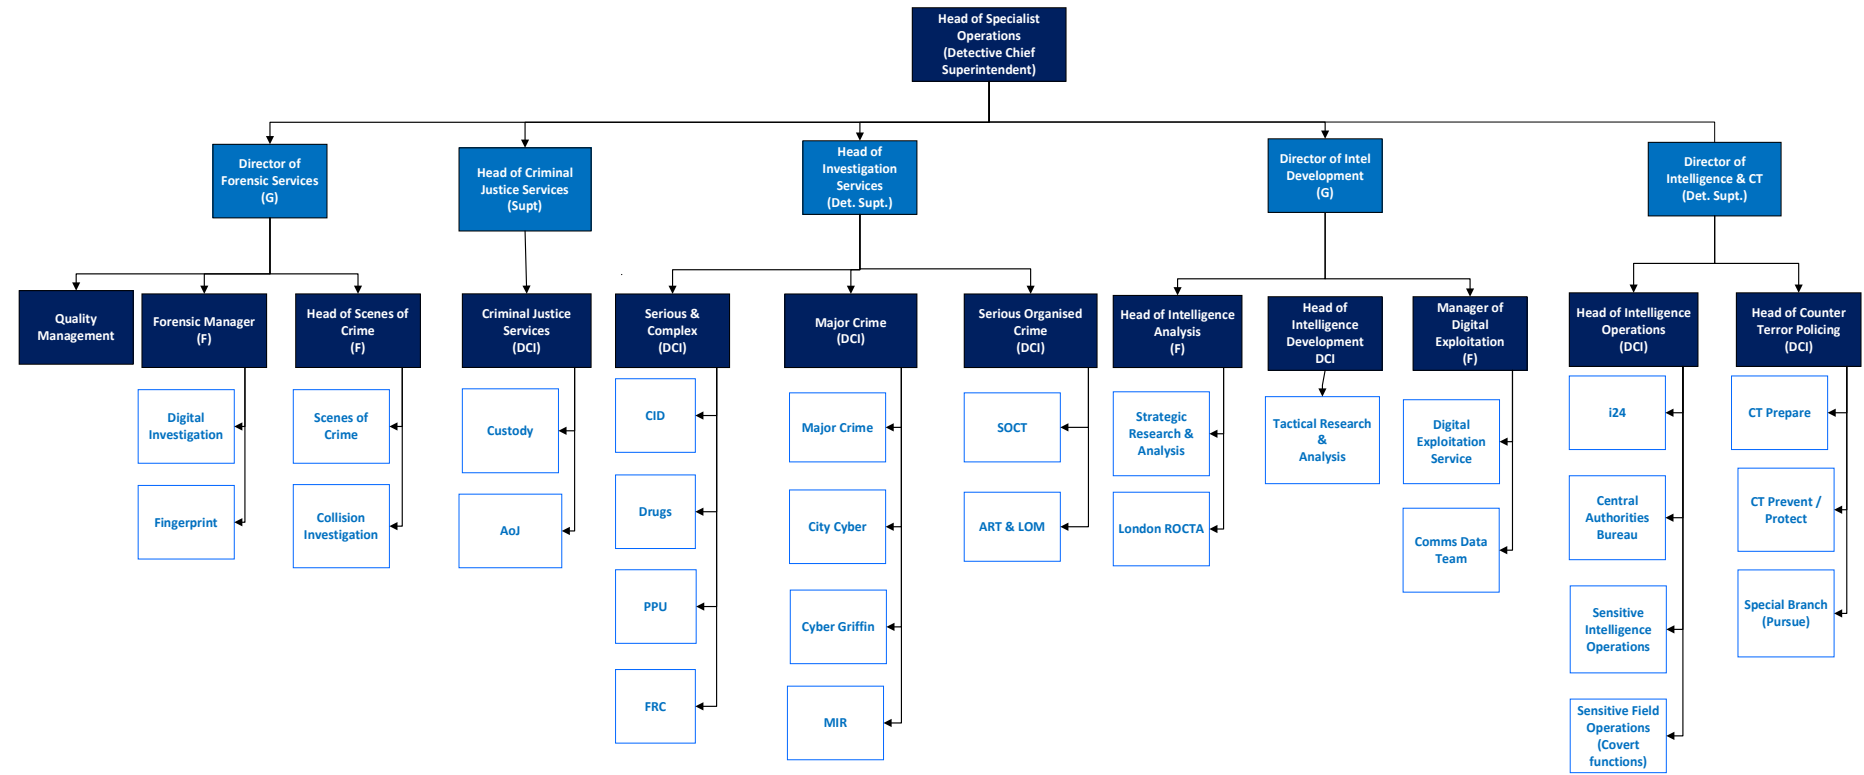 Head of Specialist
Operations
(Detective Chief
Superintendent)
Director of
Forensic Services
(G)
Head of Criminal
Justice Services
(Supt)
Head of
Investigation
Services
(Det. Supt.)
Director of Intel
Development
(G)
Director of
Intelligence & CT
(Det. Supt.)
Quality
Management
Forensic Manager
(F)
Head of Scenes of
Crime
(F)
Criminal Justice
Services
(DCI)
Serious &
Complex
(DCI)
Major Crime
(DCI)
Serious Organised
Crime
(DCI)
Head of Intelligence
Analysis
(F)
Head of
Intelligence
Development
DCI
Manager of
Digital
Exploitation
(F)
Head of Intelligence
Operations
(DCI)
Head of Counter
Terror Policing
(DCI)
Digital
Investigation
Fingerprint
Scenes of
Crime
Collision
Investigation
Custody
AoJ
CID
Drugs
PPU
FRC
Major Crime
City Cyber
Cyber Griffin
MIR
SOCT
ART & LOM
Strategic
Research &
Analysis
London ROCTA
Tactical Research
&
Analysis
Digital
Exploitation
Service
Comms Data
Team
i24
Central
Authorities
Bureau
Sensitive
Intelligence
Operations
Sensitive Field
Operations
(Covert
functions)
CT Prepare
CT Prevent /
Protect
Special Branch
(Pursue)